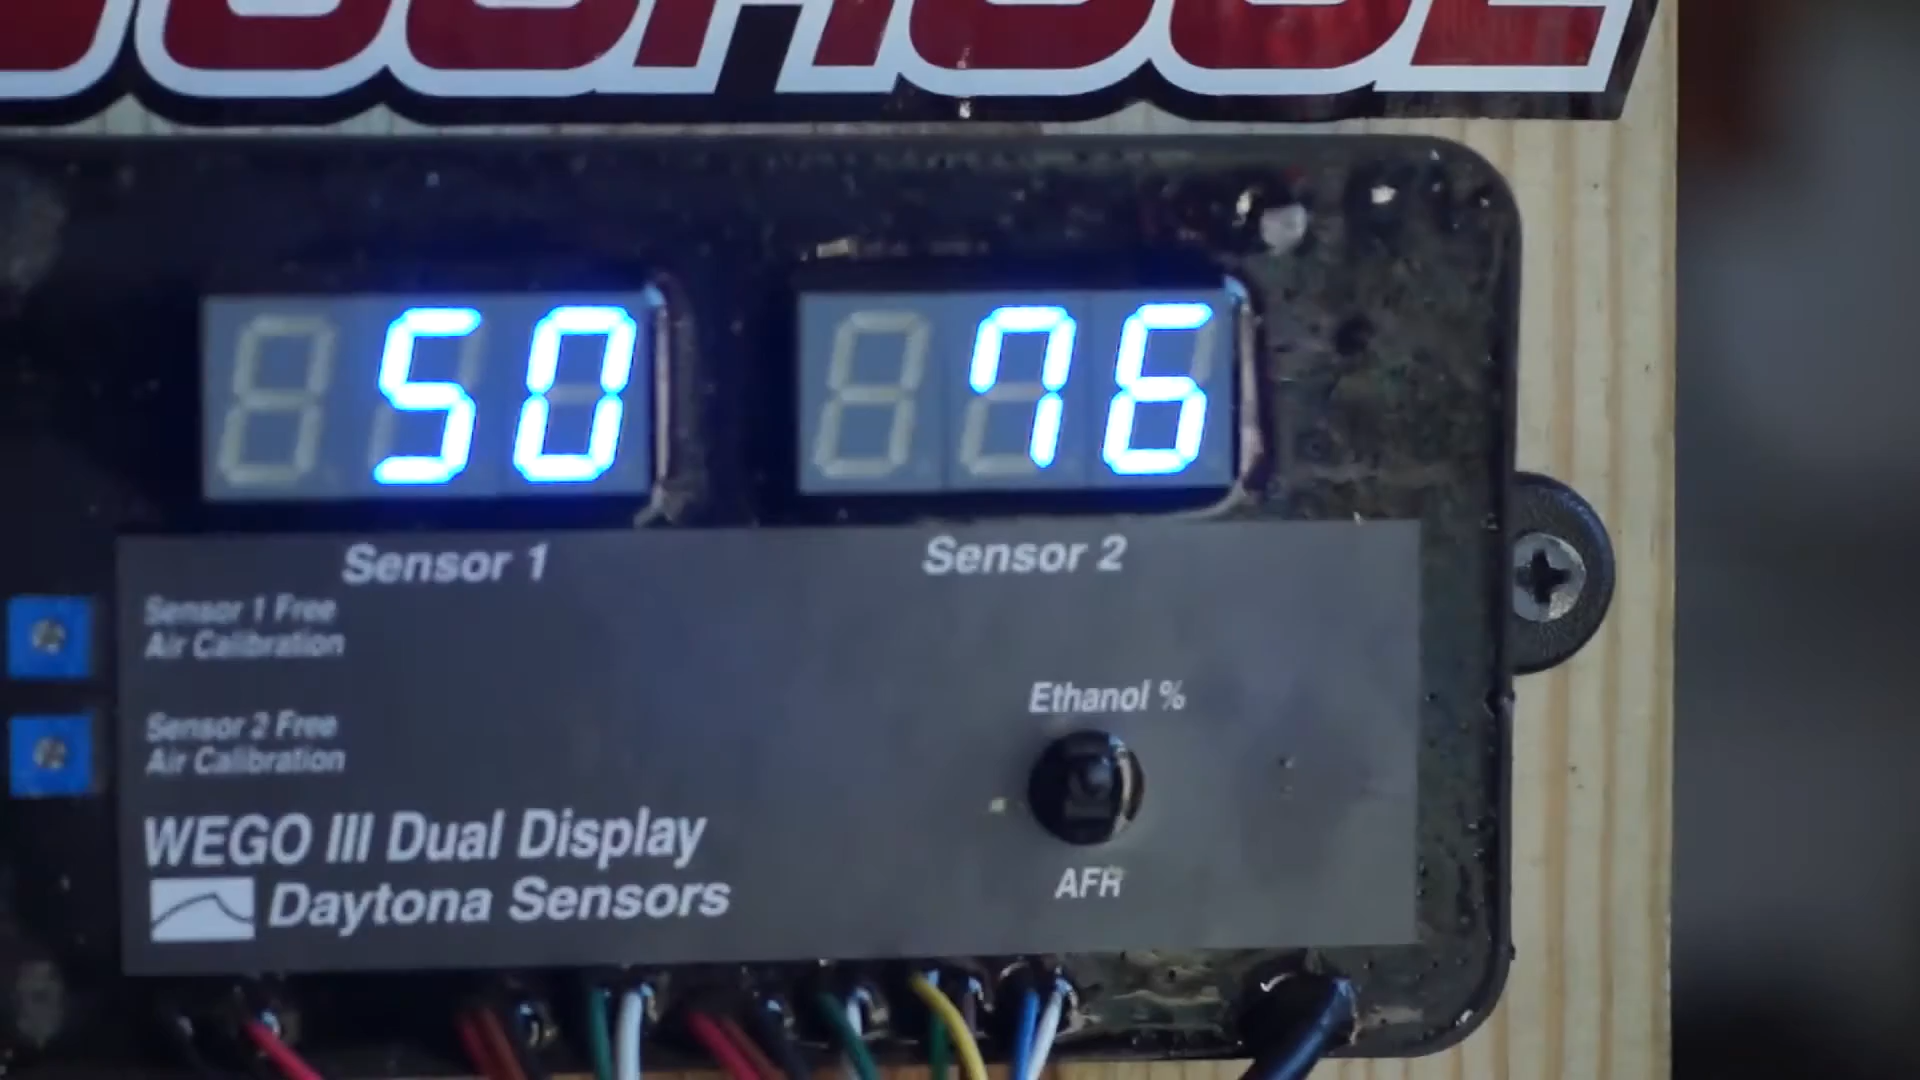 50 76
Sensor 1 Sensor 2
Sensor 1 Free
Air Calibration
Ethanol %
Sensor 2 Free
Air Calibration
WEGO III Dual Display
AFR
Daytona Sensors